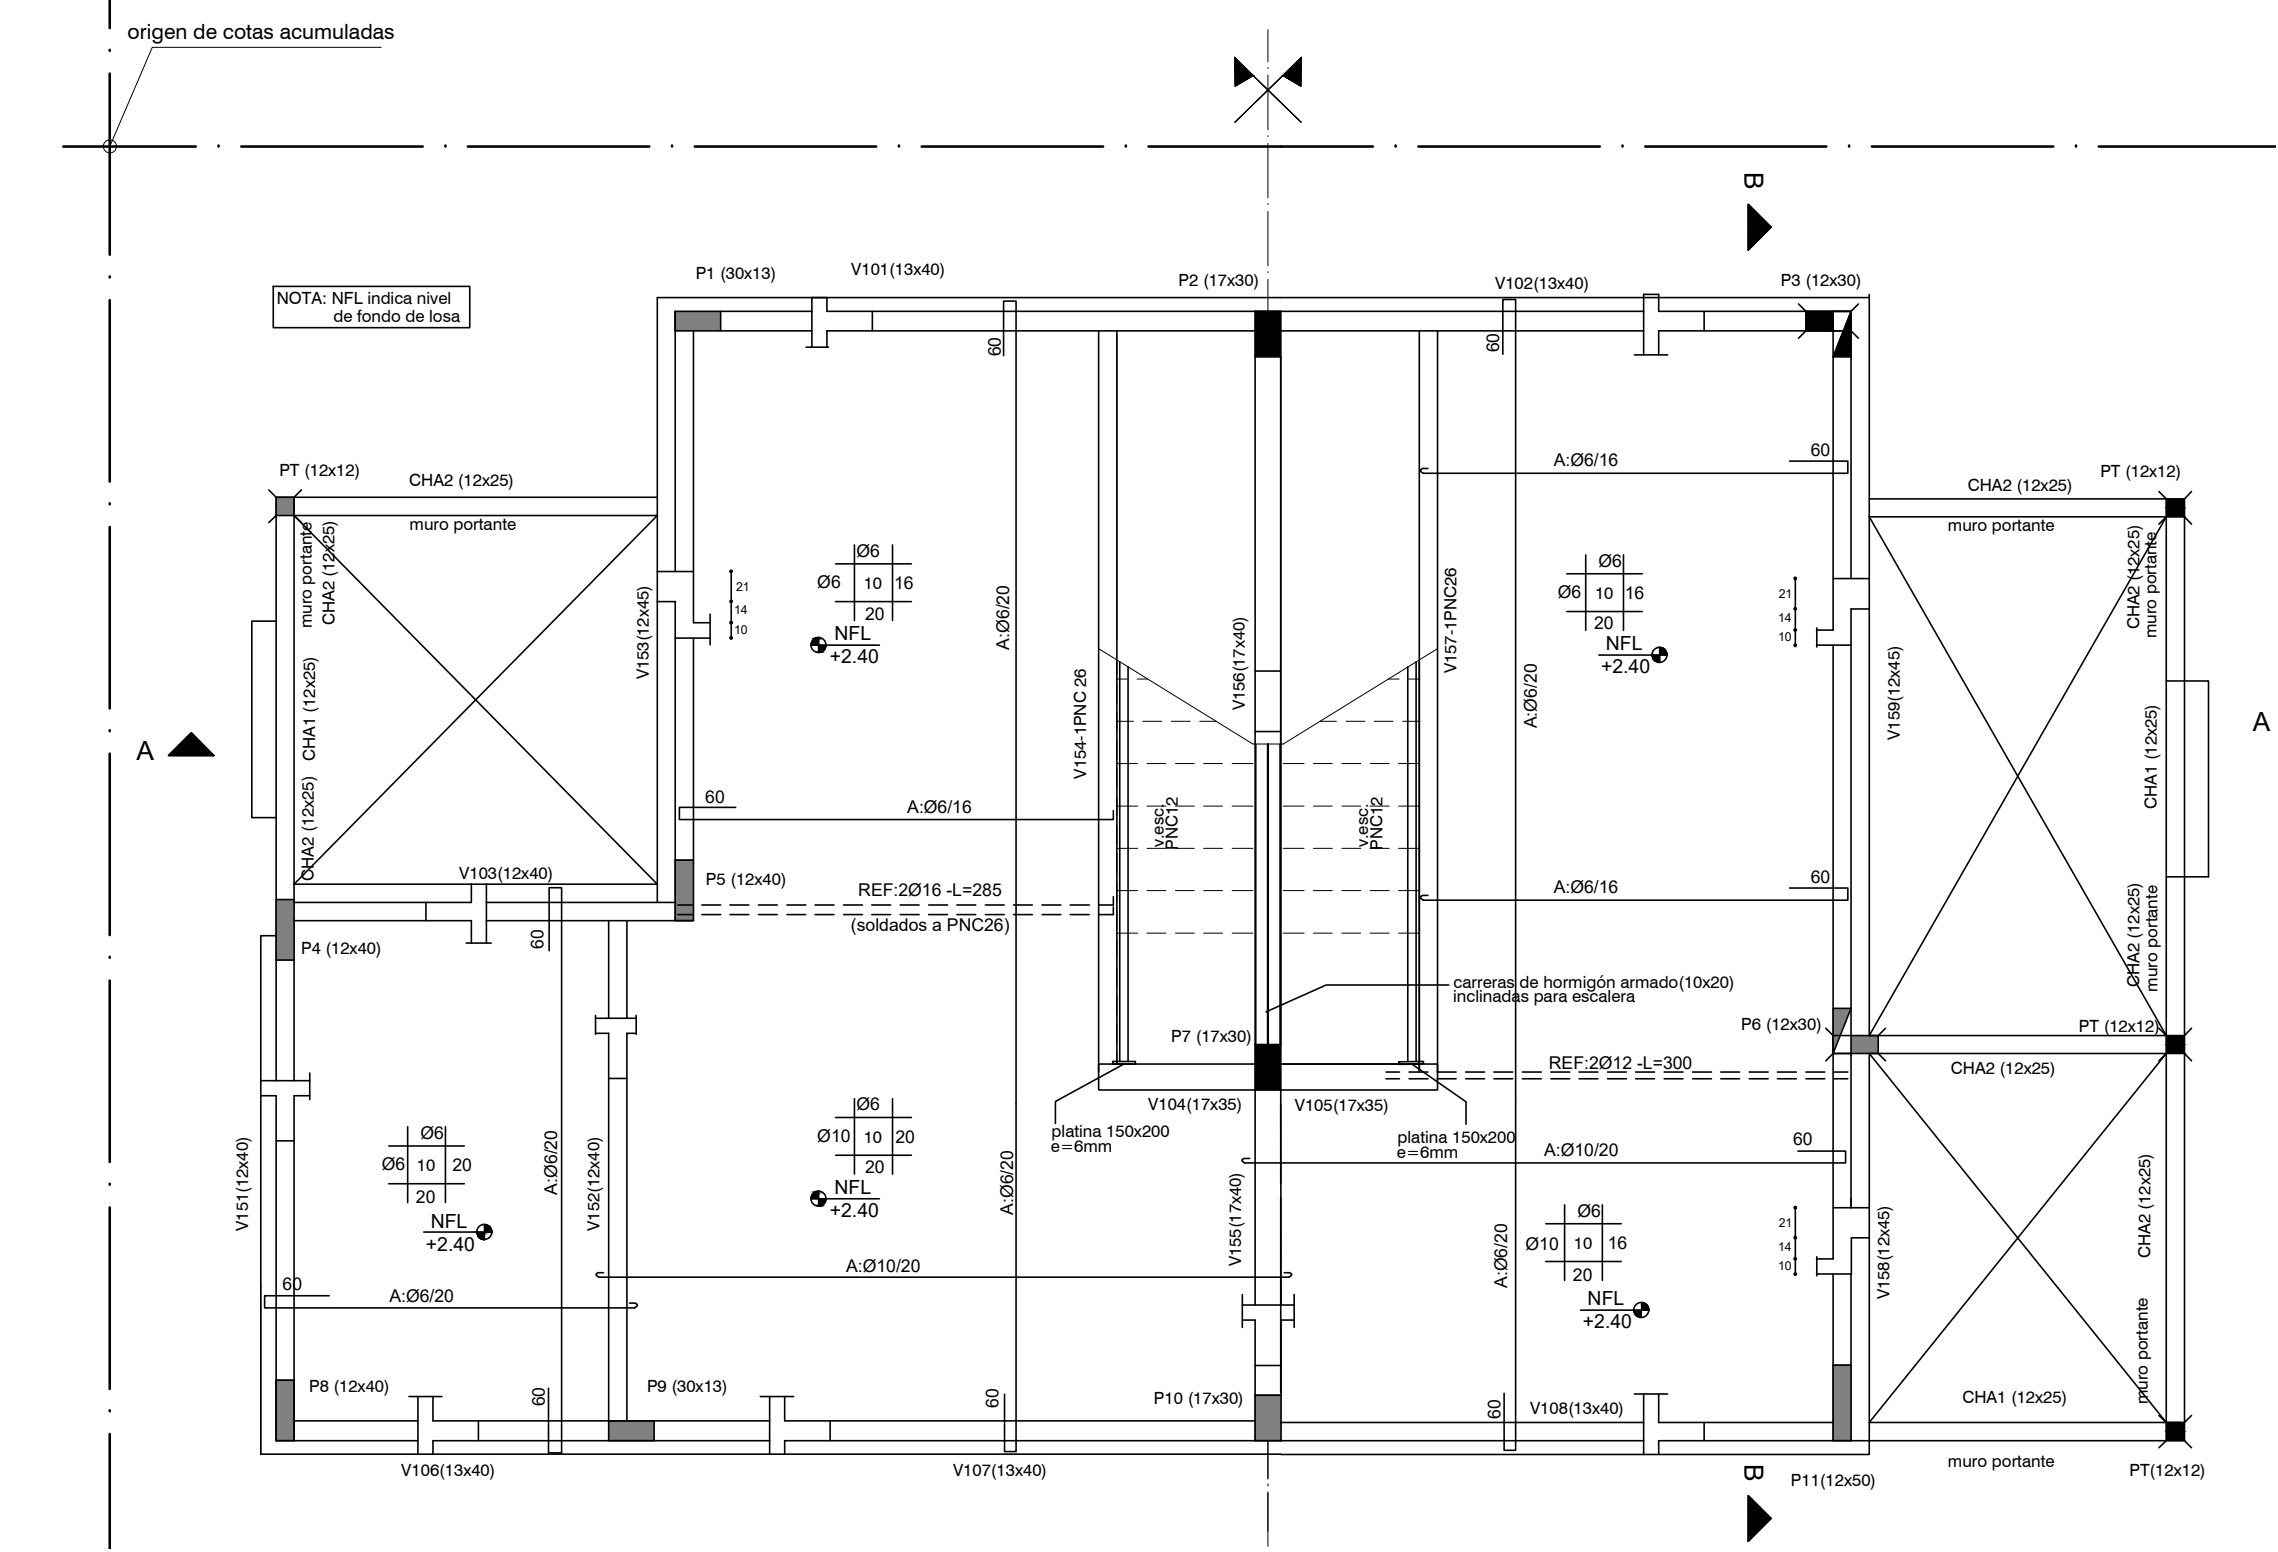 origen de cotas acumuladas
B
NOTA: NFL indica nivel
de fondo de losa
P1 (30x13)
V101(13x40)
P2 (17x30)
V102(13x40)
P3 (12x30)
60
60
PT (12x12)
CHA2 (12x25)
muro portante
A:Ø6/16
60
CHA2 (12x25)
PT (12x12)
muro portante
muro portante
CHA2 (12x25)
CHA2 (12x25)
muro portante
Ø6
Ø6
10
16
20
NFL
+2.40
21
14
10
V153(12x45)
A:Ø6/20
V157-1PNC26
Ø6
Ø6
10
16
20
NFL
+2.40
21
14
10
V156(17x40)
A:Ø6/20
V159(12x45)
CHA1 (12x25)
V154-1PNC 26
CHA1 (12x25)
A
A
60
A:Ø6/16
v.esc.
PNC12
v.esc.
PNC12
CHA2 (12x25)
V103(12x40)
P5 (12x40)
REF:2Ø16 -L=285
(soldados a PNC26)
A:Ø6/16
60
CHA2 (12x25)
muro portante
P4 (12x40)
60
carreras de hormigón armado(10x20)
inclinadas para escalera
P7 (17x30)
P6 (12x30)
PT (12x12)
REF:2Ø12 -L=300
CHA2 (12x25)
V104(17x35)
V105(17x35)
platina 150x200
e=6mm
platina 150x200
e=6mm
A:Ø10/20
60
Ø6
Ø6
10
20
20
NFL
+2.40
V151(12x40)
A:Ø6/20
V152(12x40)
Ø6
Ø10
10
20
20
NFL
+2.40
A:Ø6/20
V155(17x40)
A:Ø6/20
Ø6
Ø10
10
16
20
NFL
+2.40
21
14
10
V158(12x45)
CHA2 (12x25)
muro portante
60
A:Ø6/20
A:Ø10/20
P8 (12x40)
60
P9 (30x13)
60
P10 (17x30)
60
V108(13x40)
CHA1 (12x25)
V106(13x40)
V107(13x40)
B
P11(12x50)
muro portante
PT(12x12)